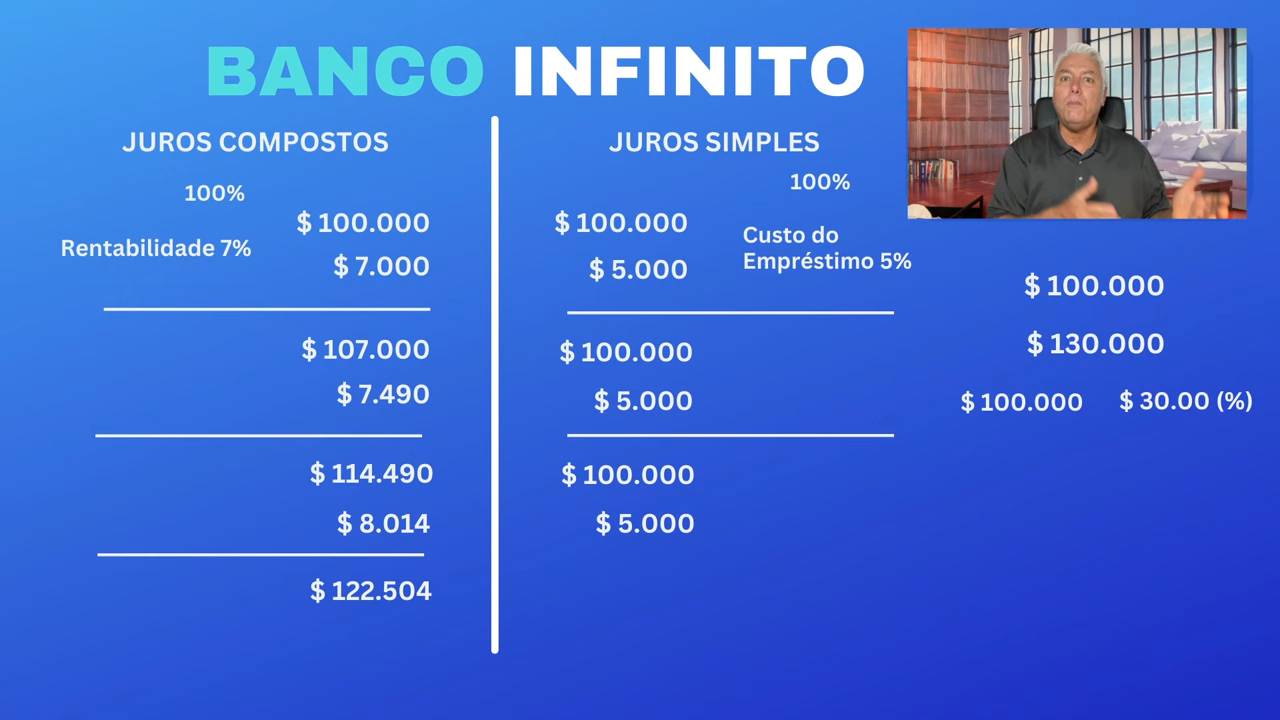 BANCO INFINITO
JUROS COMPOSTOS
100%
$ 100.000
Rentabilidade 7%
$ 7.000
$ 107.000
$ 7.490
$ 114.490
$ 8.014
$ 122.504
JUROS SIMPLES
100%
$ 100.000
Custo do
Empréstimo 5%
$ 5.000
$ 100.000
$ 5.000
$ 100.000
$ 5.000
$ 100.000
$ 130.000
$ 100.000 $ 30.00 (%)